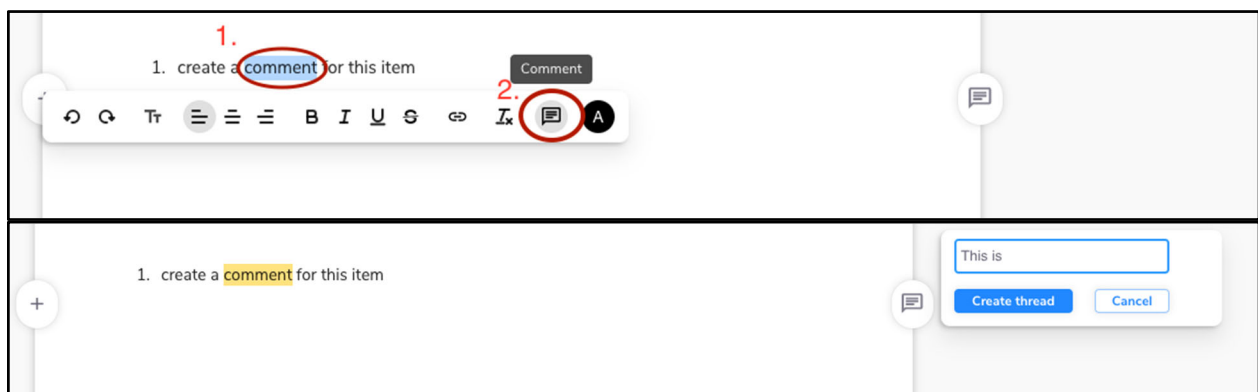 1.
1. create a comment for this item
Comment
2.
Tт B I U S A
1. create a comment for this item
This is
Create thread Cancel